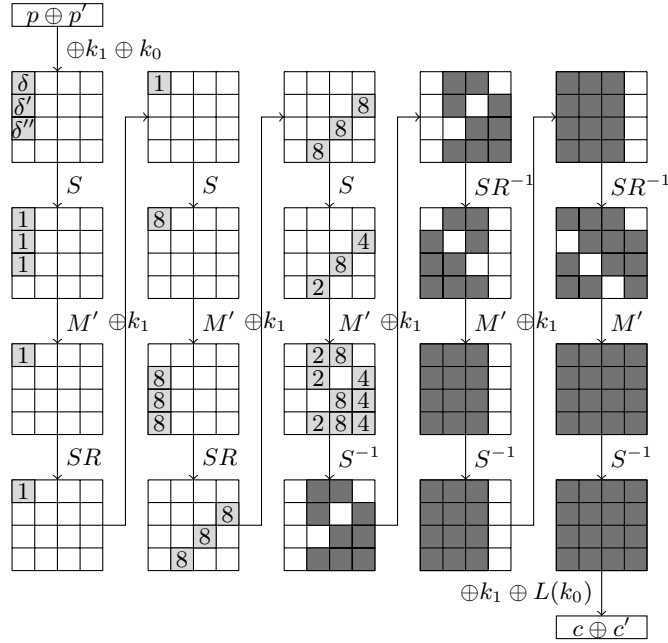 p ⊕ p′
⊕k₁ ⊕ k₀
δ 1
δ′ 8
δ″ 8
8
S S S SR⁻¹ SR⁻¹
1 8
1 4
1 8
2
M′ ⊕k₁ M′ ⊕k₁ M′ ⊕k₁ M′ ⊕k₁ M′
1 2 8
8 2 4
8 8 4
8 2 8 4
SR SR S⁻¹ S⁻¹ S⁻¹
1
8
8
8
⊕k₁ ⊕ L(k₀)
c ⊕ c′